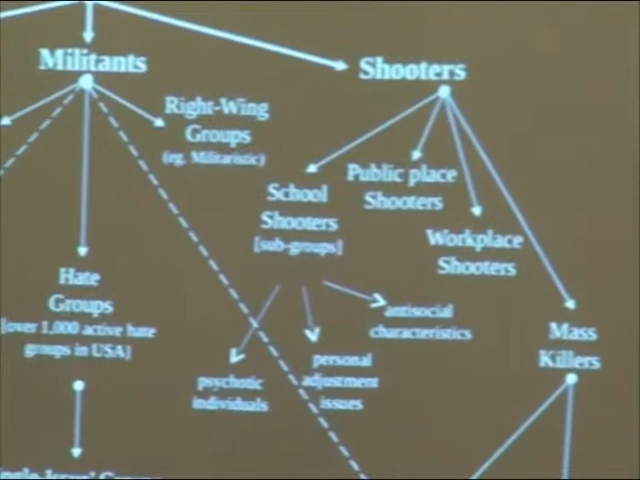 Militants
Shooters
Right-Wing
Groups
(eg. Militaristic)
School
Shooters
[sub-groups]
Public place
Shooters
Workplace
Shooters
Hate
Groups
[over 1,000 active hate
groups in USA]
antisocial
characteristics
personal
adjustment
issues
psychotic
individuals
Mass
Killers